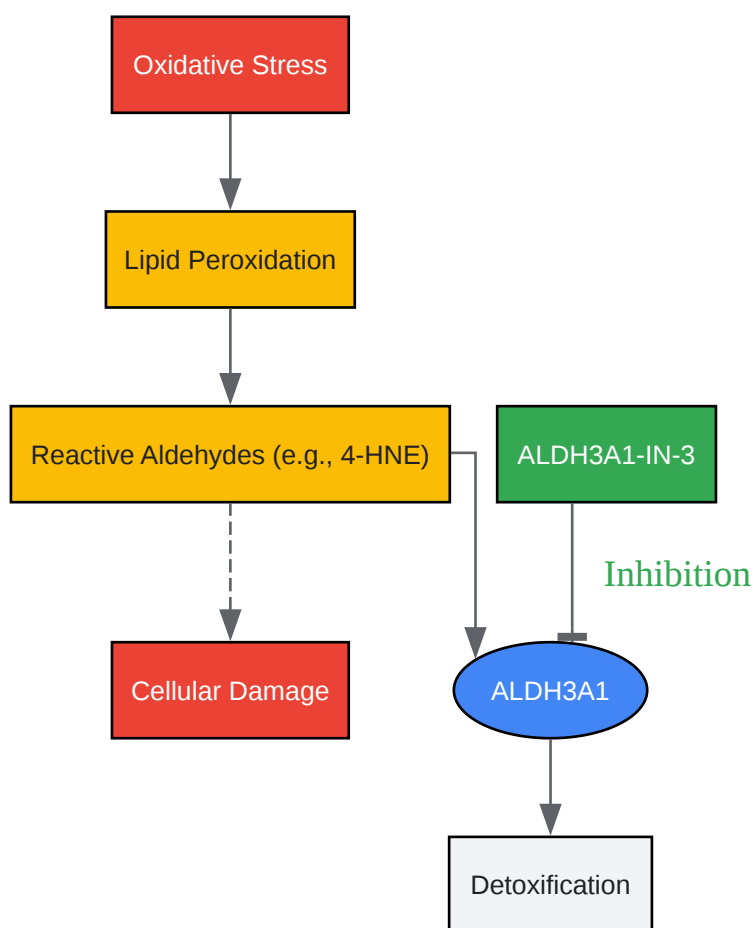 Oxidative Stress
Lipid Peroxidation
Reactive Aldehydes (e.g., 4-HNE)
ALDH3A1-IN-3
Inhibition
Cellular Damage
ALDH3A1
Detoxification